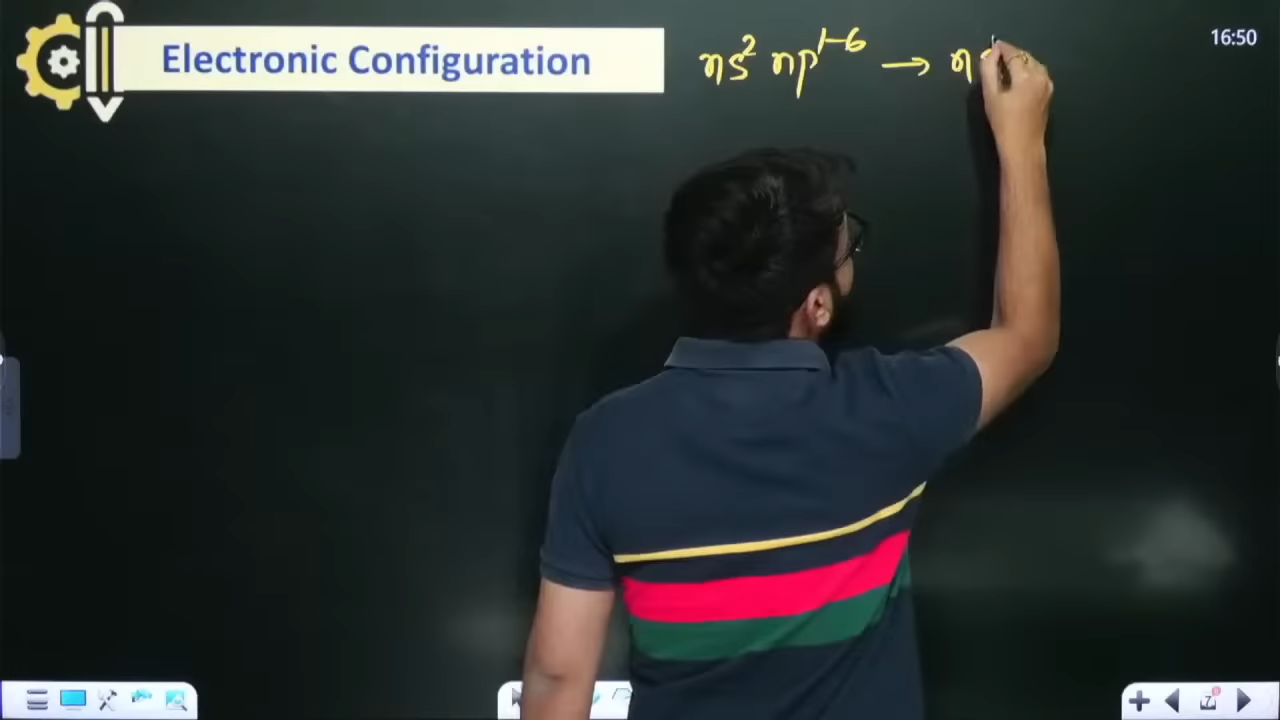 Electronic Configuration
ns² np¹⁻⁶ → n
16:50